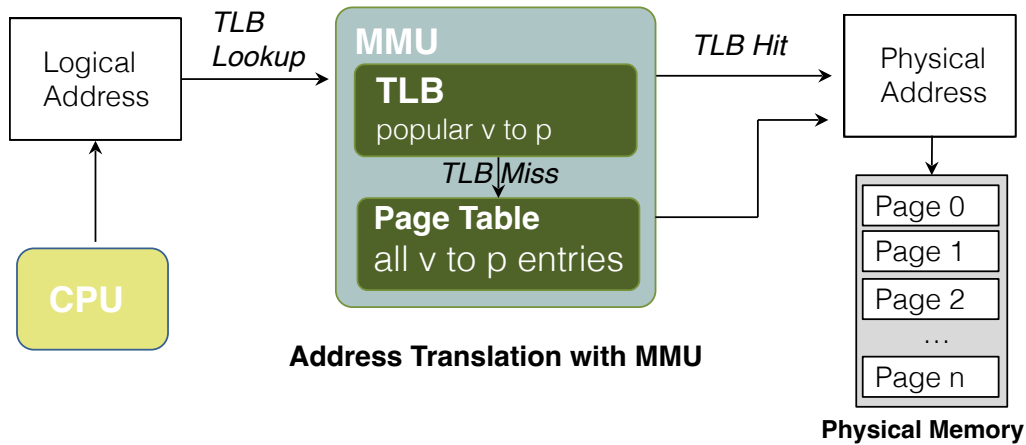 Logical
Address
TLB
Lookup
MMU
TLB
popular v to p
TLB Miss
Page Table
all v to p entries
TLB Hit
Physical
Address
Page 0
Page 1
Page 2
...
Page n
Physical Memory
CPU
Address Translation with MMU